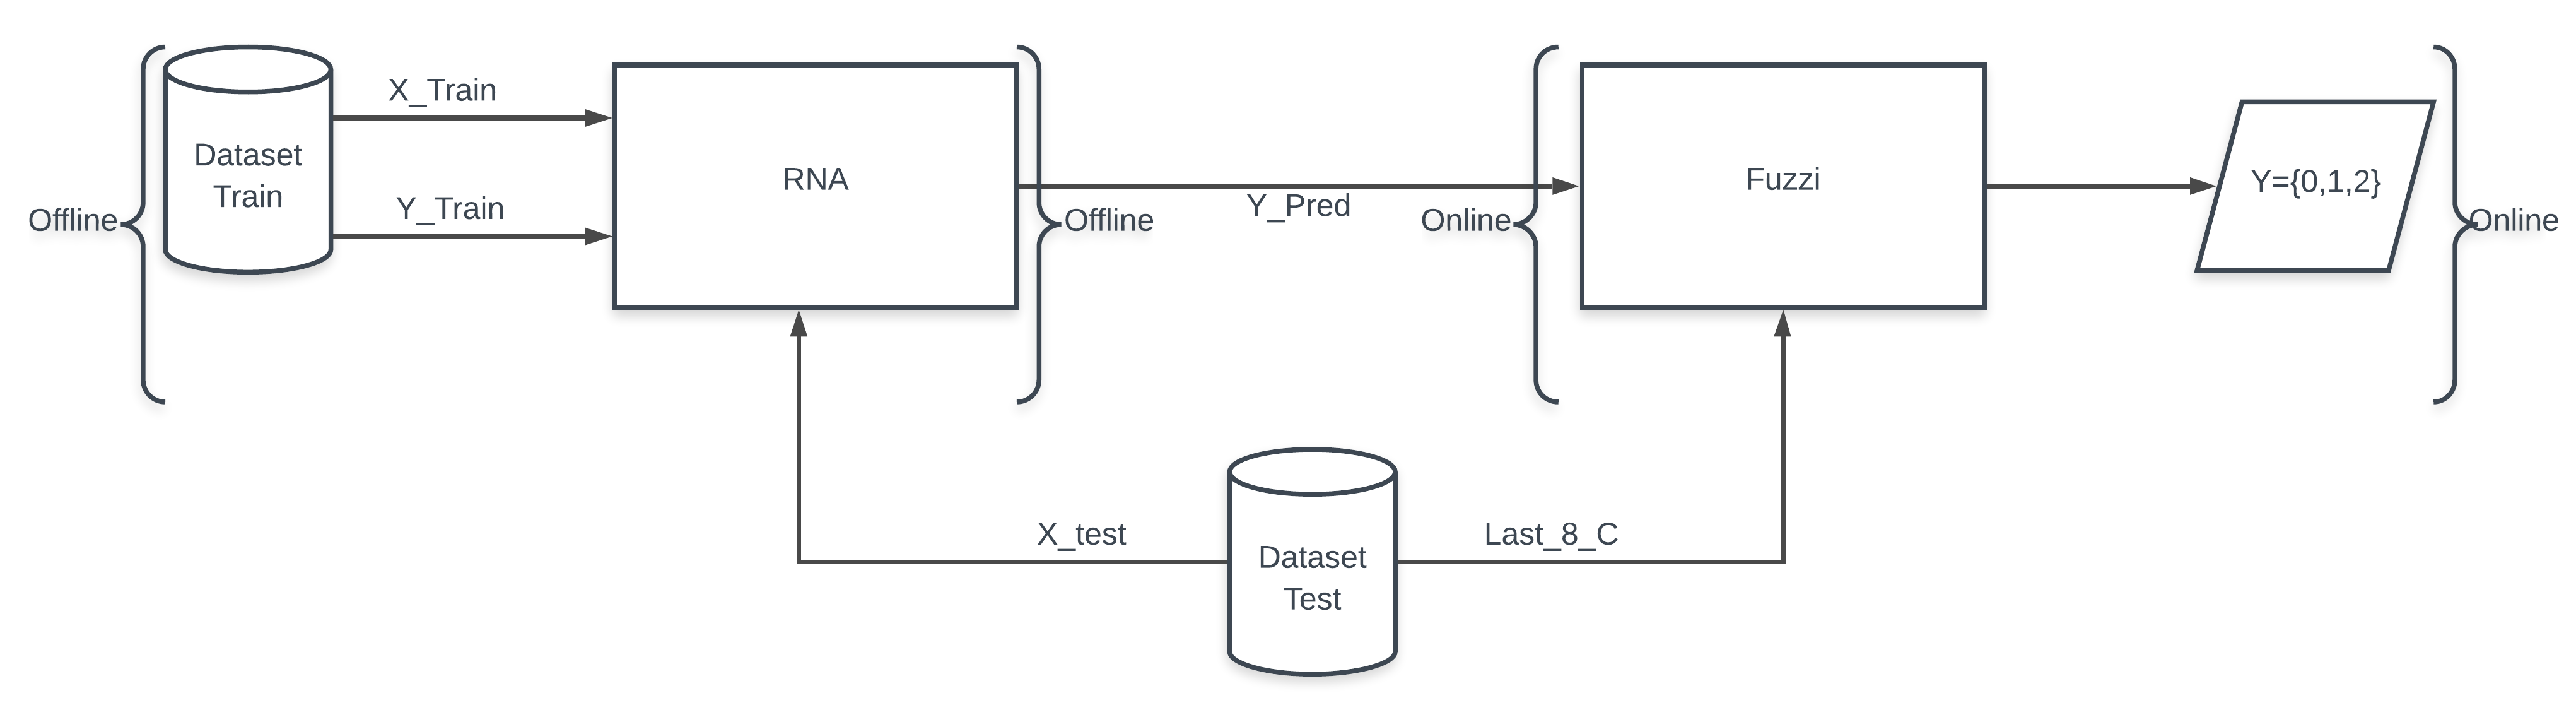 X_Train
Dataset
Train
Y_Train
Offline
RNA
Offline
Y_Pred
Online
Fuzzi
Y={0,1,2}
Online
X_test
Last_8_C
Dataset
Test